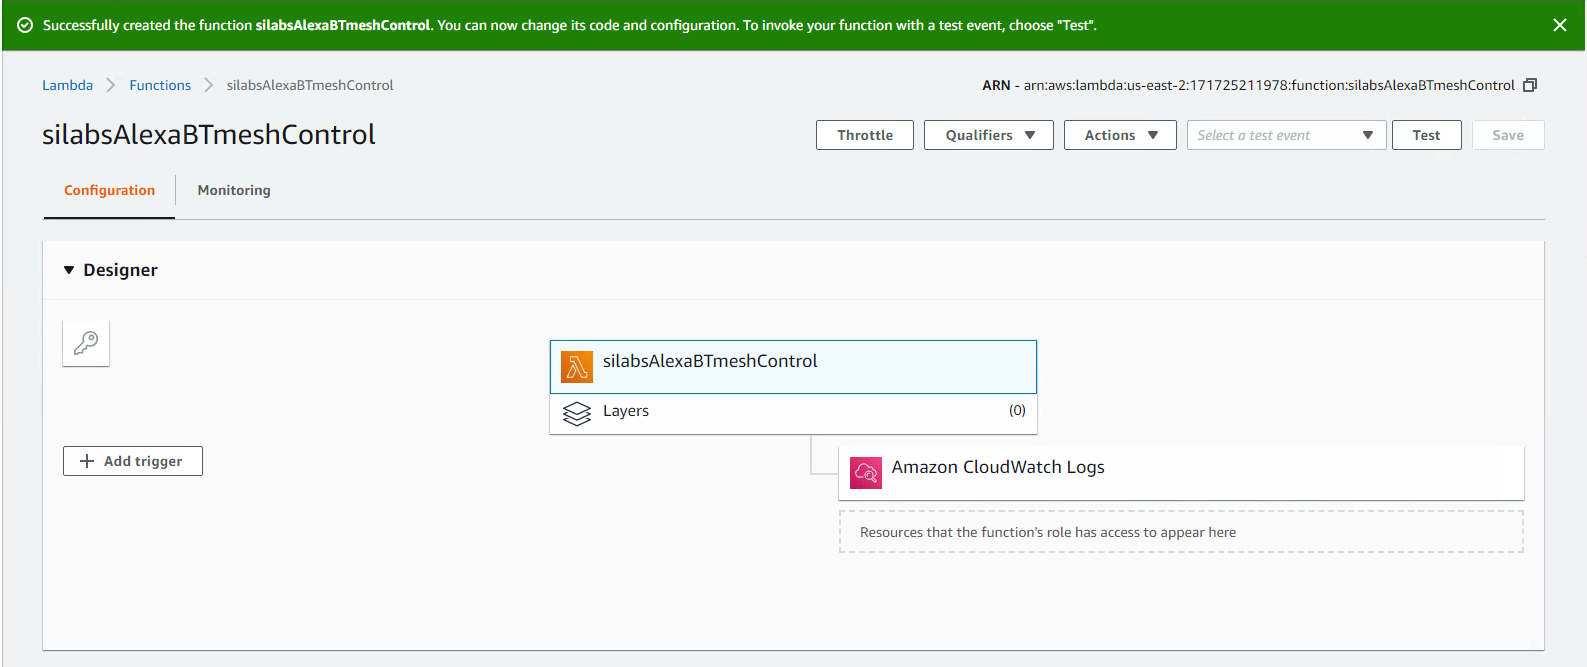 Successfully created the function silabsAlexaBTmeshControl. You can now change its code and configuration. To invoke your function with a test event, choose "Test".
Lambda Functions silabsAlexaBTmeshControl
ARN - arn:aws:lambda:us-east-2:171725211978:function:silabsAlexaBTmeshControl
silabsAlexaBTmeshControl
Throttle Qualifiers Actions Select a test event Test Save
Configuration Monitoring
Designer
silabsAlexaBTmeshControl
Layers (0)
Add trigger
Amazon CloudWatch Logs
Resources that the function's role has access to appear here